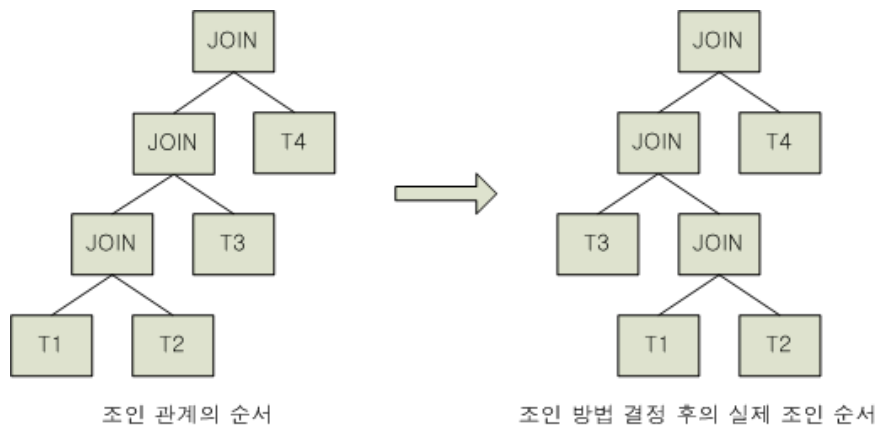 JOIN JOIN
JOIN T4 JOIN T4
JOIN T3 T3 JOIN
T1 T2 T1 T2
조인 관계의 순서
조인 방법 결정 후의 실제 조인 순서